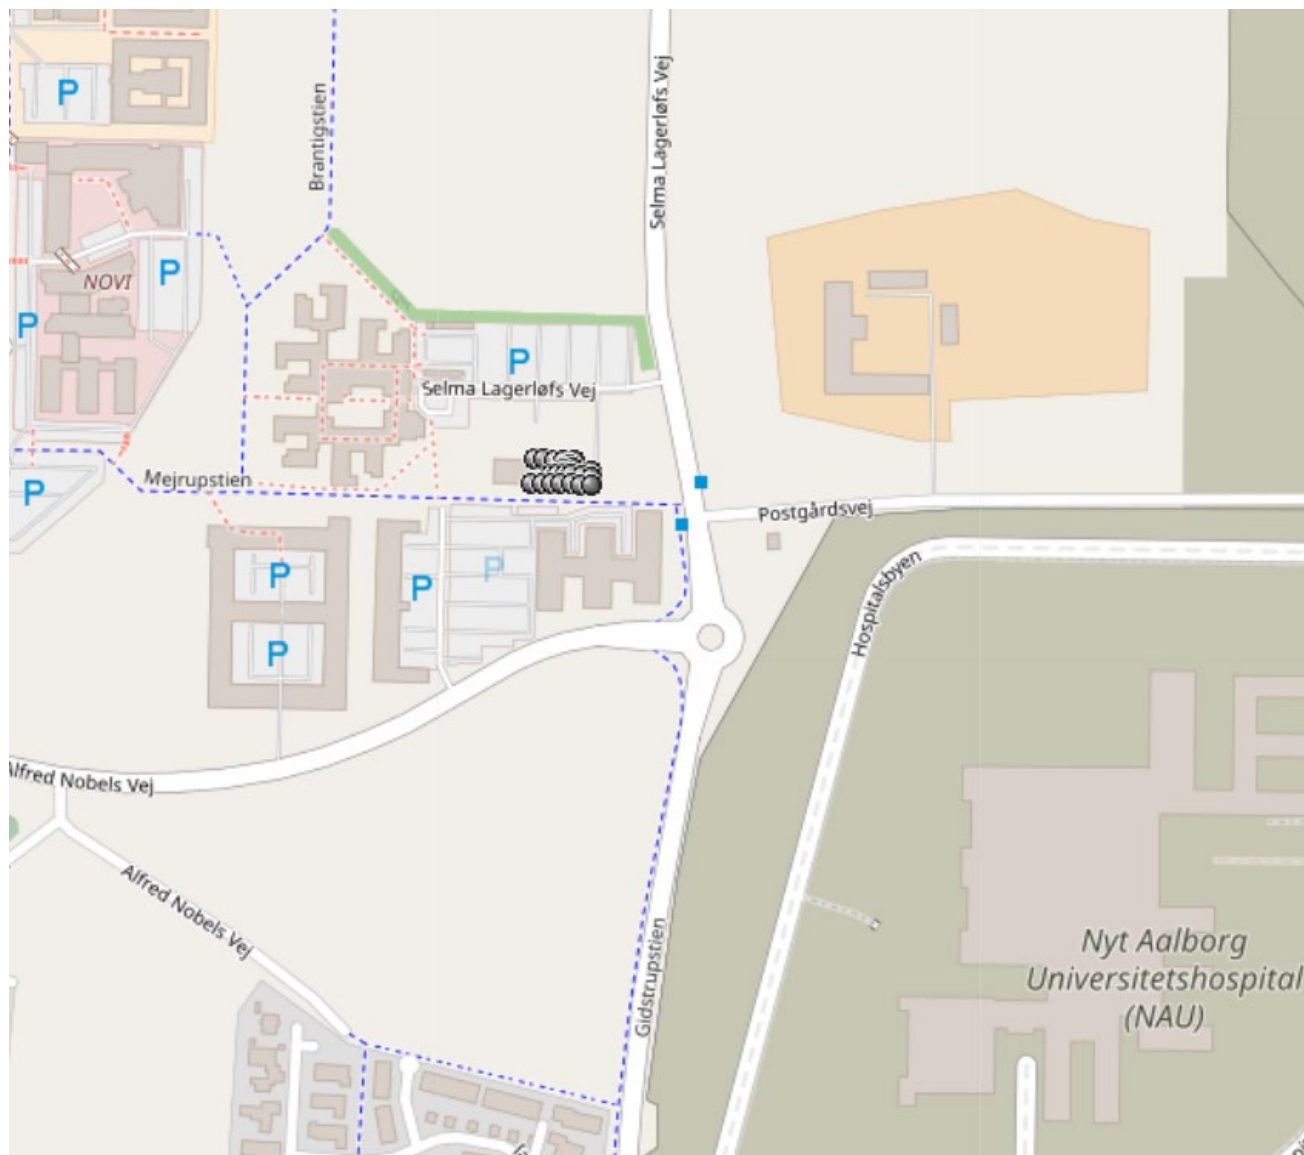 P
Brantigstien
Selma Lagerløfs Vej
NOVI
P
P
P
Selma Lagerløfs Vej
Mejrupstien
P
Postgårdsvej
P
P
P
P
Hospitalsbyen
Alfred Nobels Vej
Alfred Nobels Vej
Gidstrupstien
Nyt Aalborg
Universitetshospital
(NAU)